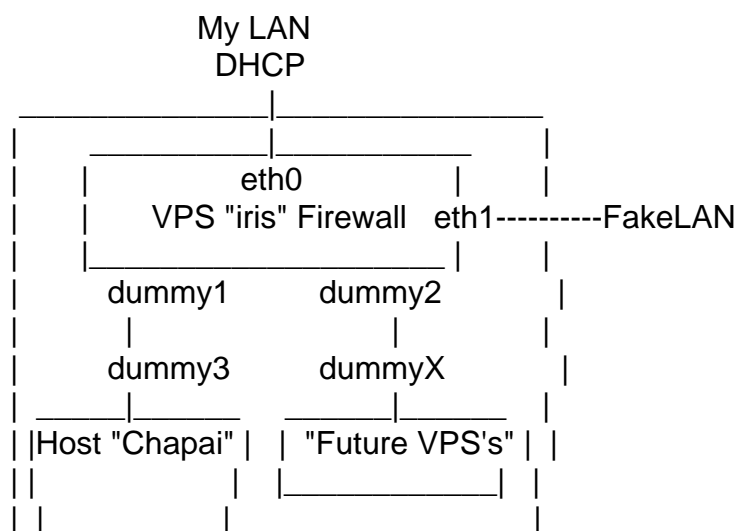 My LAN
DHCP
eth0
VPS "iris" Firewall eth1----------FakeLAN
dummy1 dummy2
dummy3 dummyX
Host "Chapai" "Future VPS's"